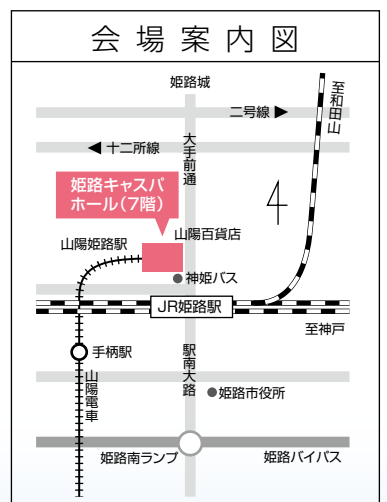 会場案内図
姫路城
至和田山
二号線
十二所線
大手前通
姫路キャスパ
ホール(7階)
山陽百貨店
山陽姫路駅
神姫バス
JR姫路駅
至神戸
手柄駅
駅南大路
山陽電車
姫路市役所
姫路南ランプ
姫路バイパス